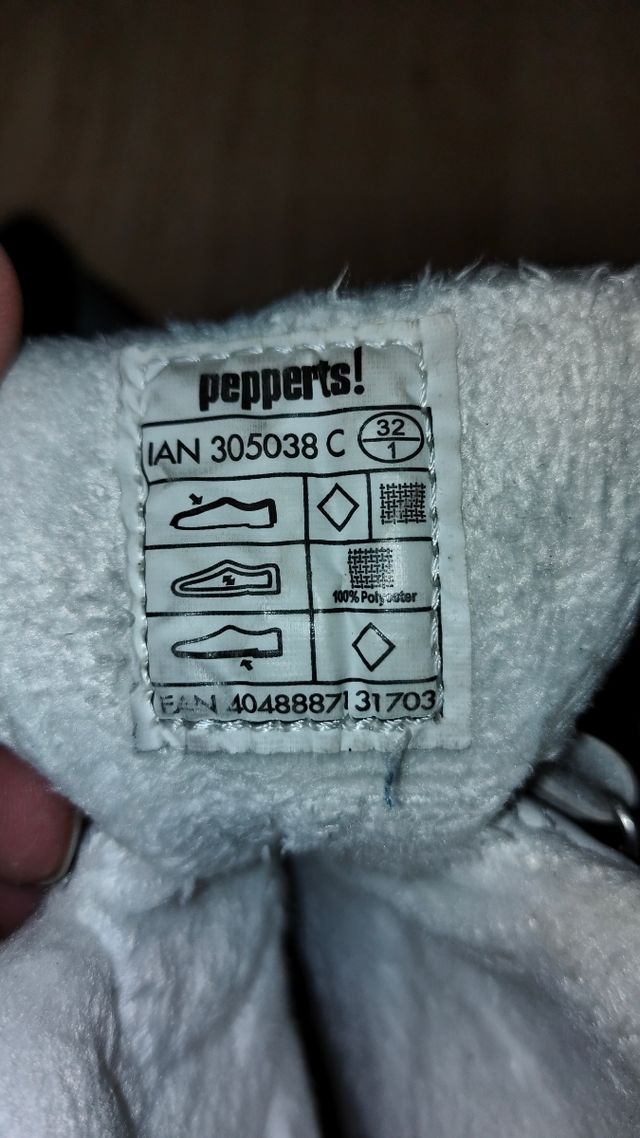 pepperts!
IAN 305038 C 32
1
100% Polyester
EAN 4048887131703